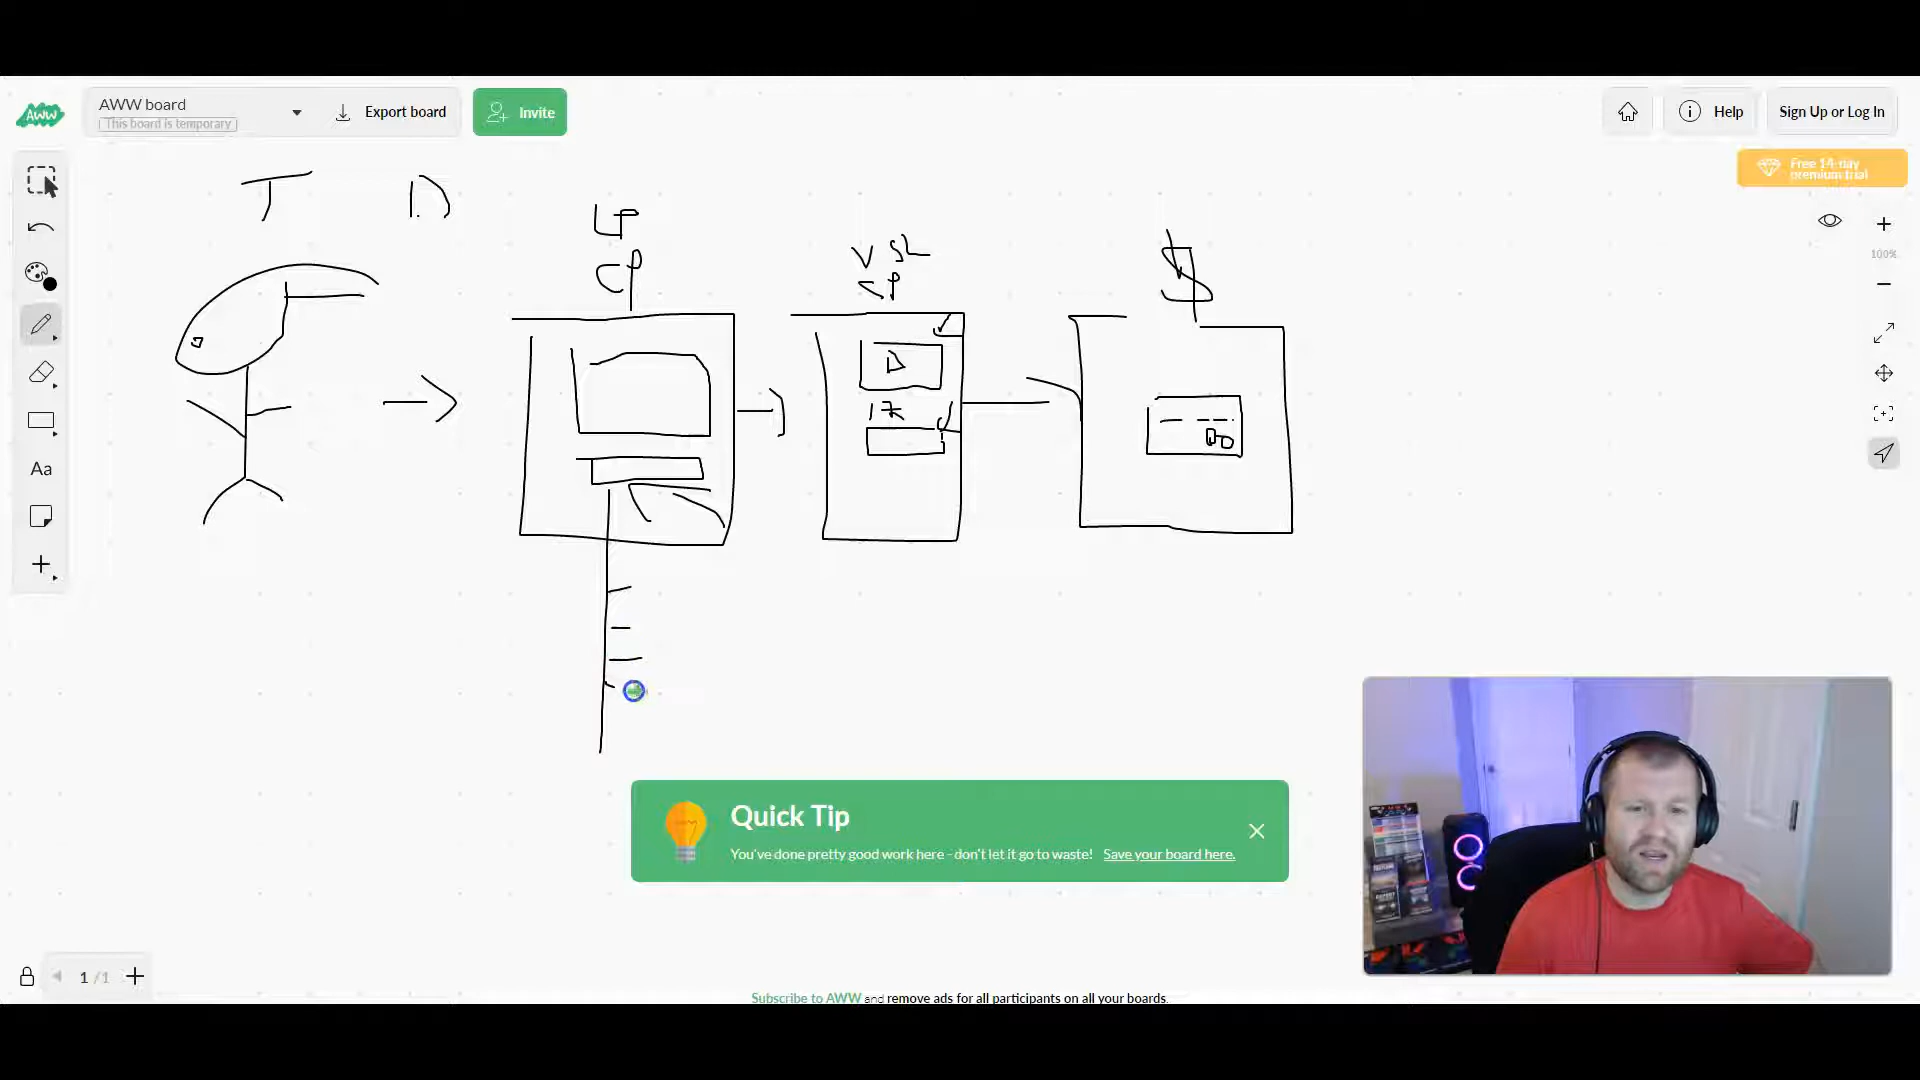 AWW
AWW board
This board is temporary
Export board
Invite
Help
Sign Up or Log In
Free 14-day
premium trial
100%
T D
LP
CP
V SL
CP
$
D
1K
Aa
Quick Tip
You've done pretty good work here - don't let it go to waste! Save your board here.
1 /1
Subscribe to AWW and remove ads for all participants on all your boards.